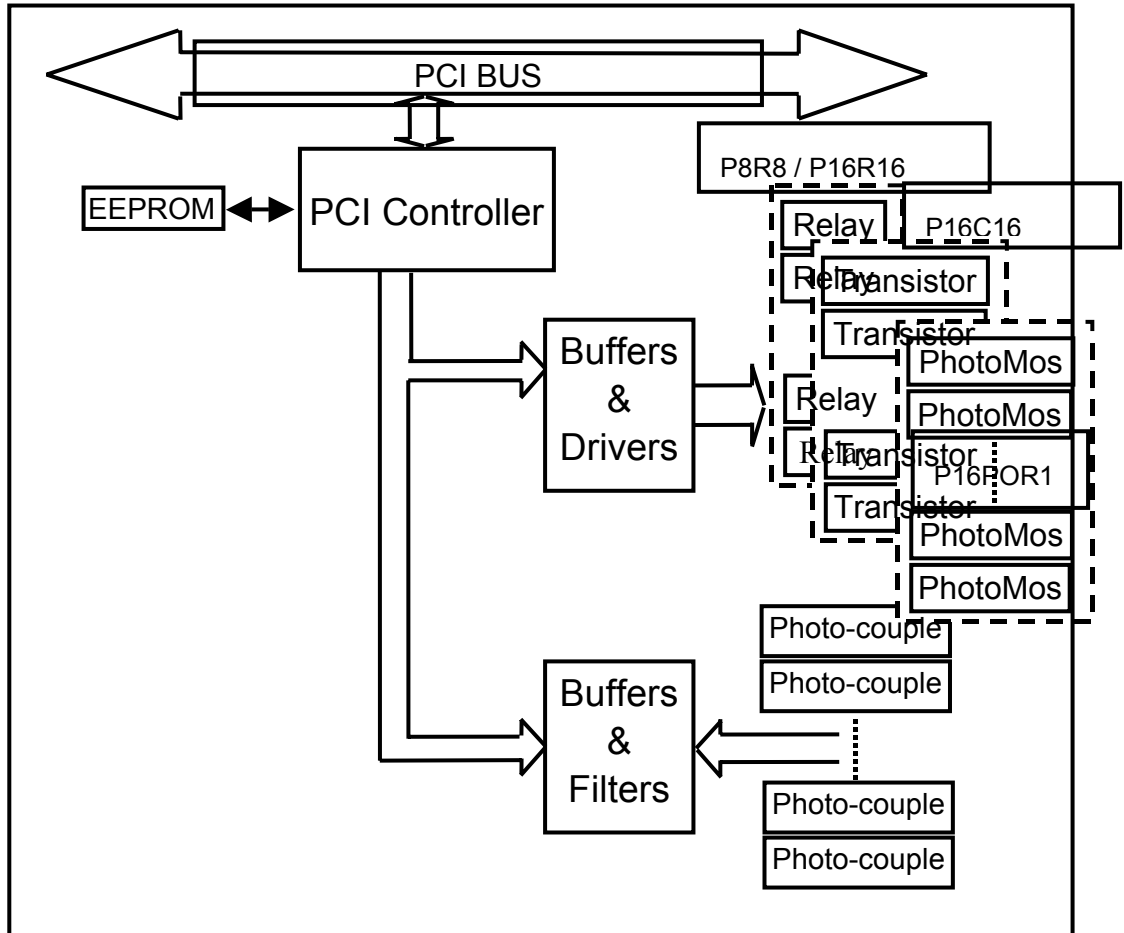 PCI BUS
P8R8 / P16R16
EEPROM
PCI Controller
P16C16
Relay
Relay
Transistor
Transistor
Buffers
&
Drivers
PhotoMos
Relay
PhotoMos
Relay
Transistor
P16POR1
Transistor
PhotoMos
PhotoMos
Photo-couple
Photo-couple
Buffers
&
Filters
Photo-couple
Photo-couple